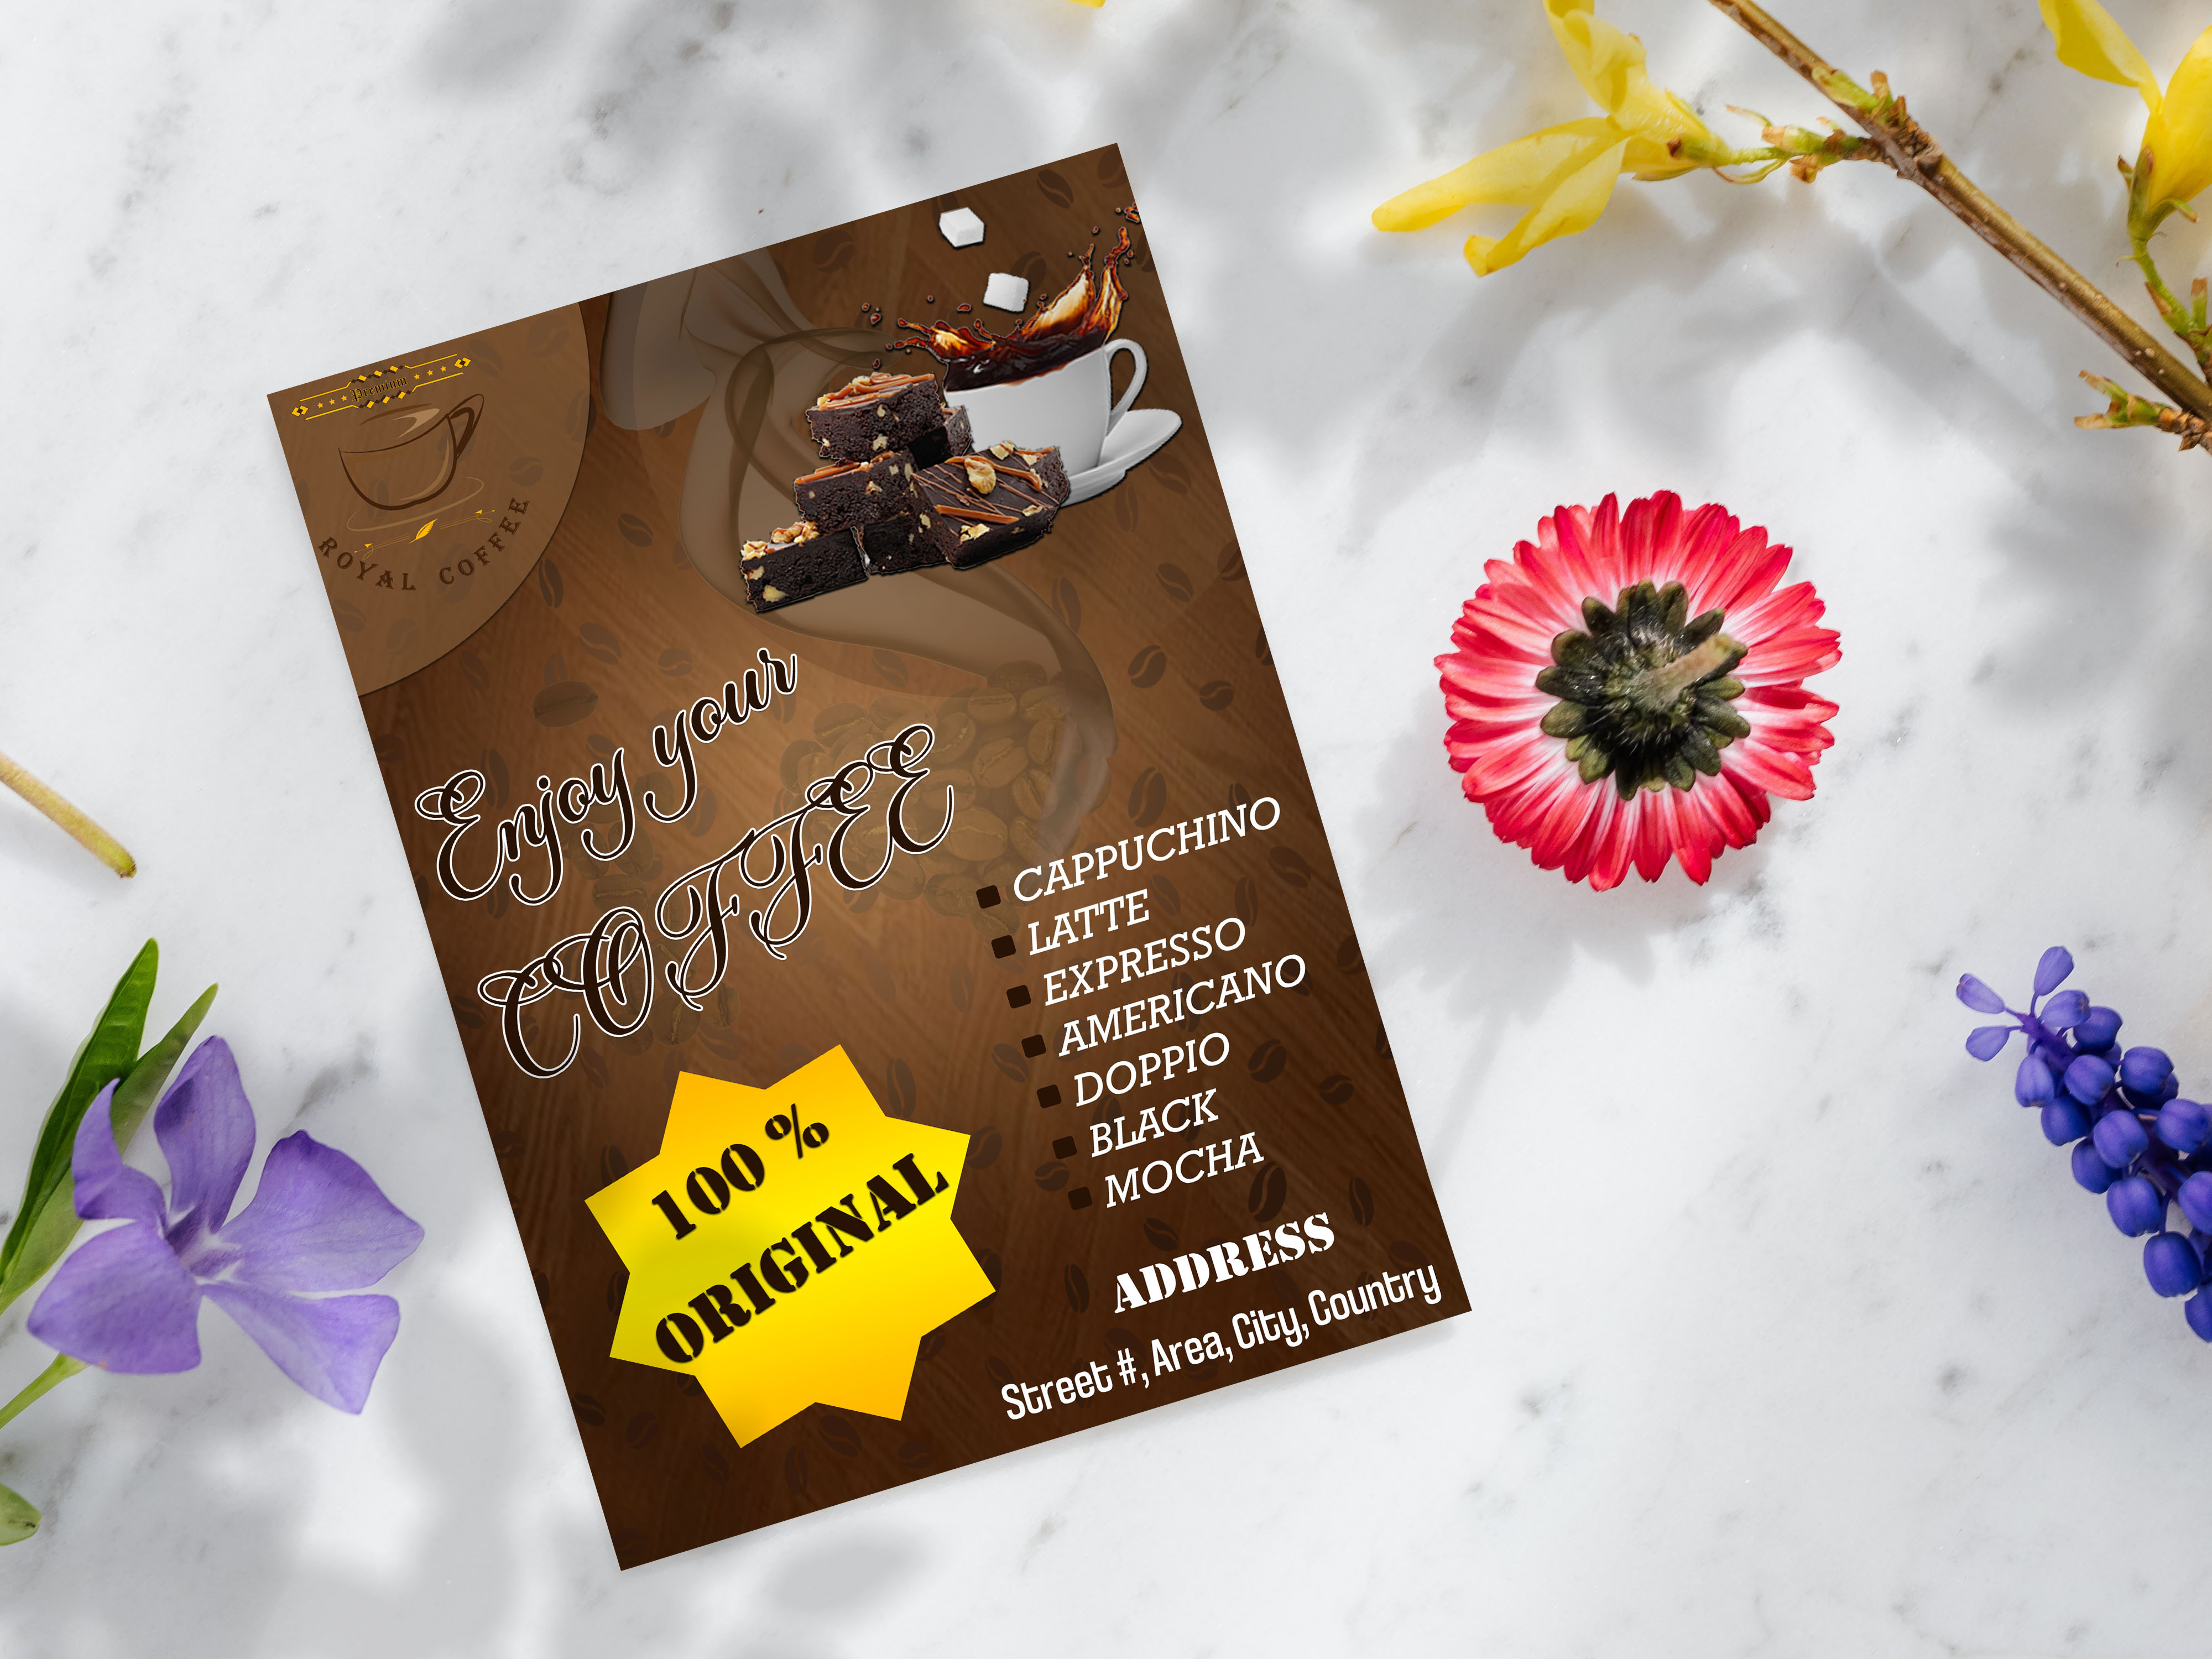 Premium
ROYAL COFFEE
Enjoy your
COFFEE
CAPPUCHINO
LATTE
EXPRESSO
AMERICANO
DOPPIO
BLACK
MOCHA
100 %
ORIGINAL
ADDRESS
Street #, Area, City, Country